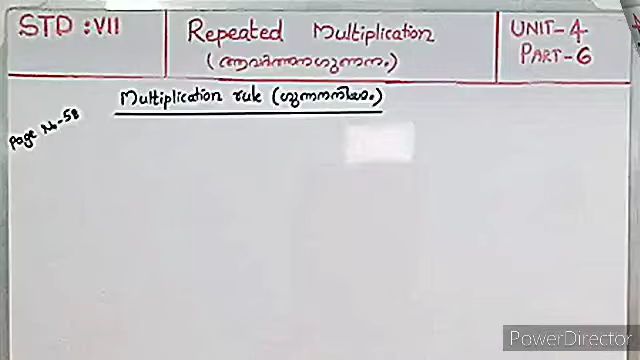 STD : VII
Repeated Multiplication
(ആവർത്തനഗുണനം)
UNIT-4
PART-6
Multiplication rule (ഗുണനനിയമം)
Page No-58
PowerDirector